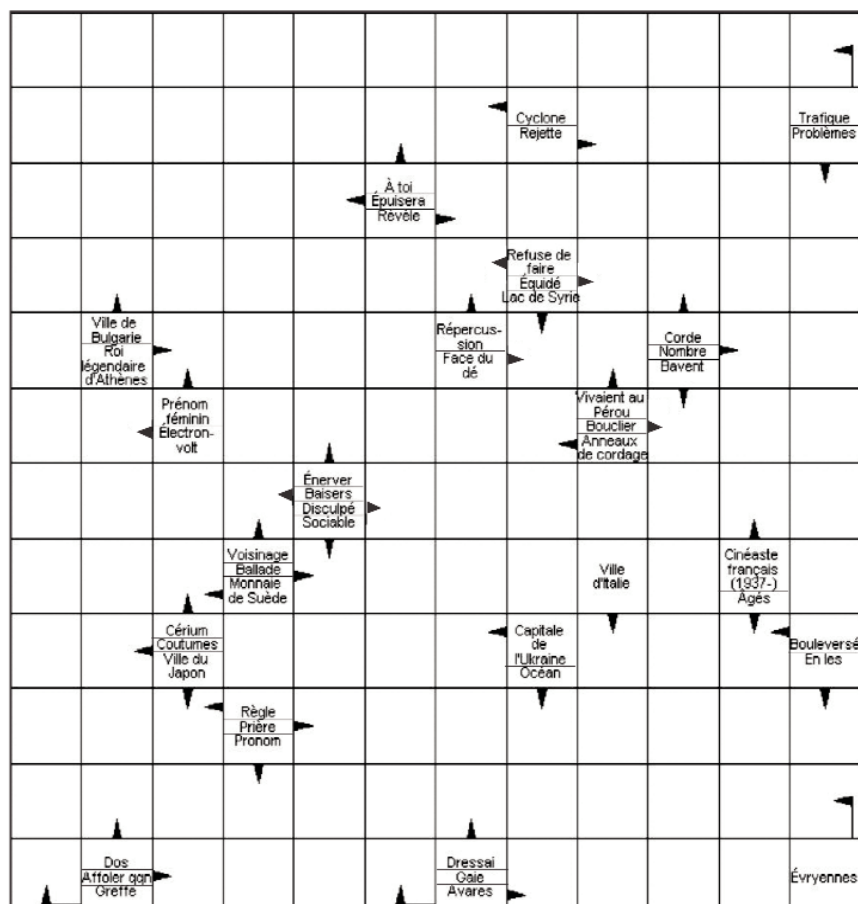 Cyclone
Rejette
Trafique
Problèmes
À toi
Épuisera
Révèle
Refuse de
faire
Équidé
Lac de Syrie
Ville de
Bulgarie
Roi
légendaire
d'Athènes
Répercus-
sion
Face du
dé
Corde
Nombre
Bavent
Prénom
féminin
Électron-
volt
Vivaient au
Pérou
Bouclier
Anneaux
de cordage
Énerver
Baisers
Disculpé
Sociable
Voisinage
Ballade
Monnaie
de Suède
Ville
d'Italie
Cinéaste
français
(1937-)
Âgés
Cérium
Coutumes
Ville du
Japon
Capitale
de
l'Ukraine
Océan
Bouleversé
En les
Règle
Prière
Pronom
Dos
Affoler qqn
Greffe
Dressai
Gaie
Avares
Évryennes